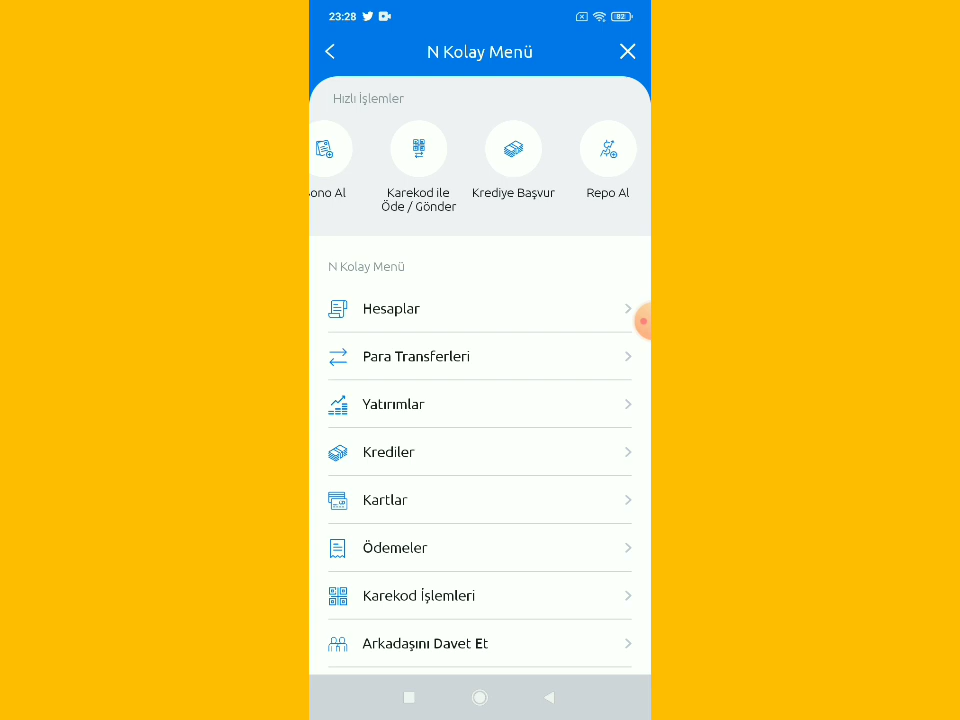 23:28
82
N Kolay Menü
Hızlı İşlemler
ono Al
Karekod ile
Öde / Gönder
Krediye Başvur
Repo Al
N Kolay Menü
Hesaplar
Para Transferleri
Yatırımlar
Krediler
Kartlar
Ödemeler
Karekod İşlemleri
Arkadaşını Davet Et